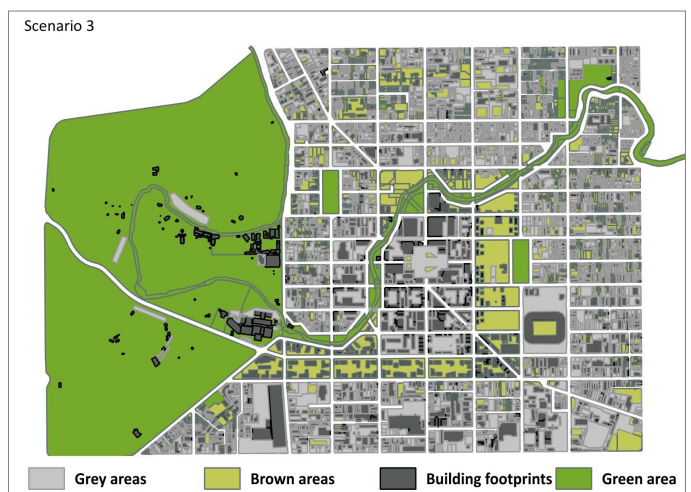 Scenario 3
Grey areas
Brown areas
Building footprints
Green area